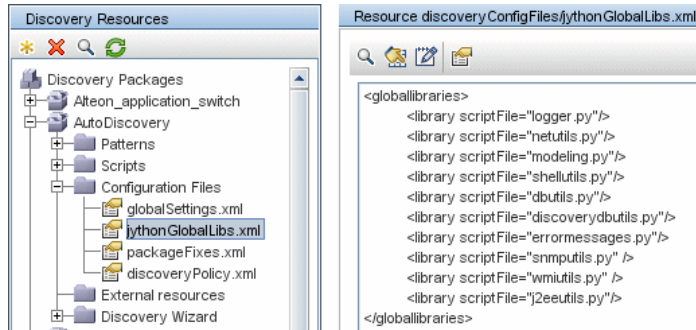 Discovery Resources
Discovery Packages
Alteon_application_switch
AutoDiscovery
Patterns
Scripts
Configuration Files
globalSettings.xml
jythonGlobalLibs.xml
packageFixes.xml
discoveryPolicy.xml
External resources
Discovery Wizard
Resource discoveryConfigFiles/jythonGlobalLibs.xml
<globallibraries>
<library scriptFile="logger.py"/>
<library scriptFile="netutils.py"/>
<library scriptFile="modeling.py"/>
<library scriptFile="shellutils.py"/>
<library scriptFile="dbutils.py"/>
<library scriptFile="discoverydbutils.py"/>
<library scriptFile="errormessages.py"/>
<library scriptFile="snmputils.py" />
<library scriptFile="wmiutils.py" />
<library scriptFile="j2eeutils.py"/>
</globallibraries>